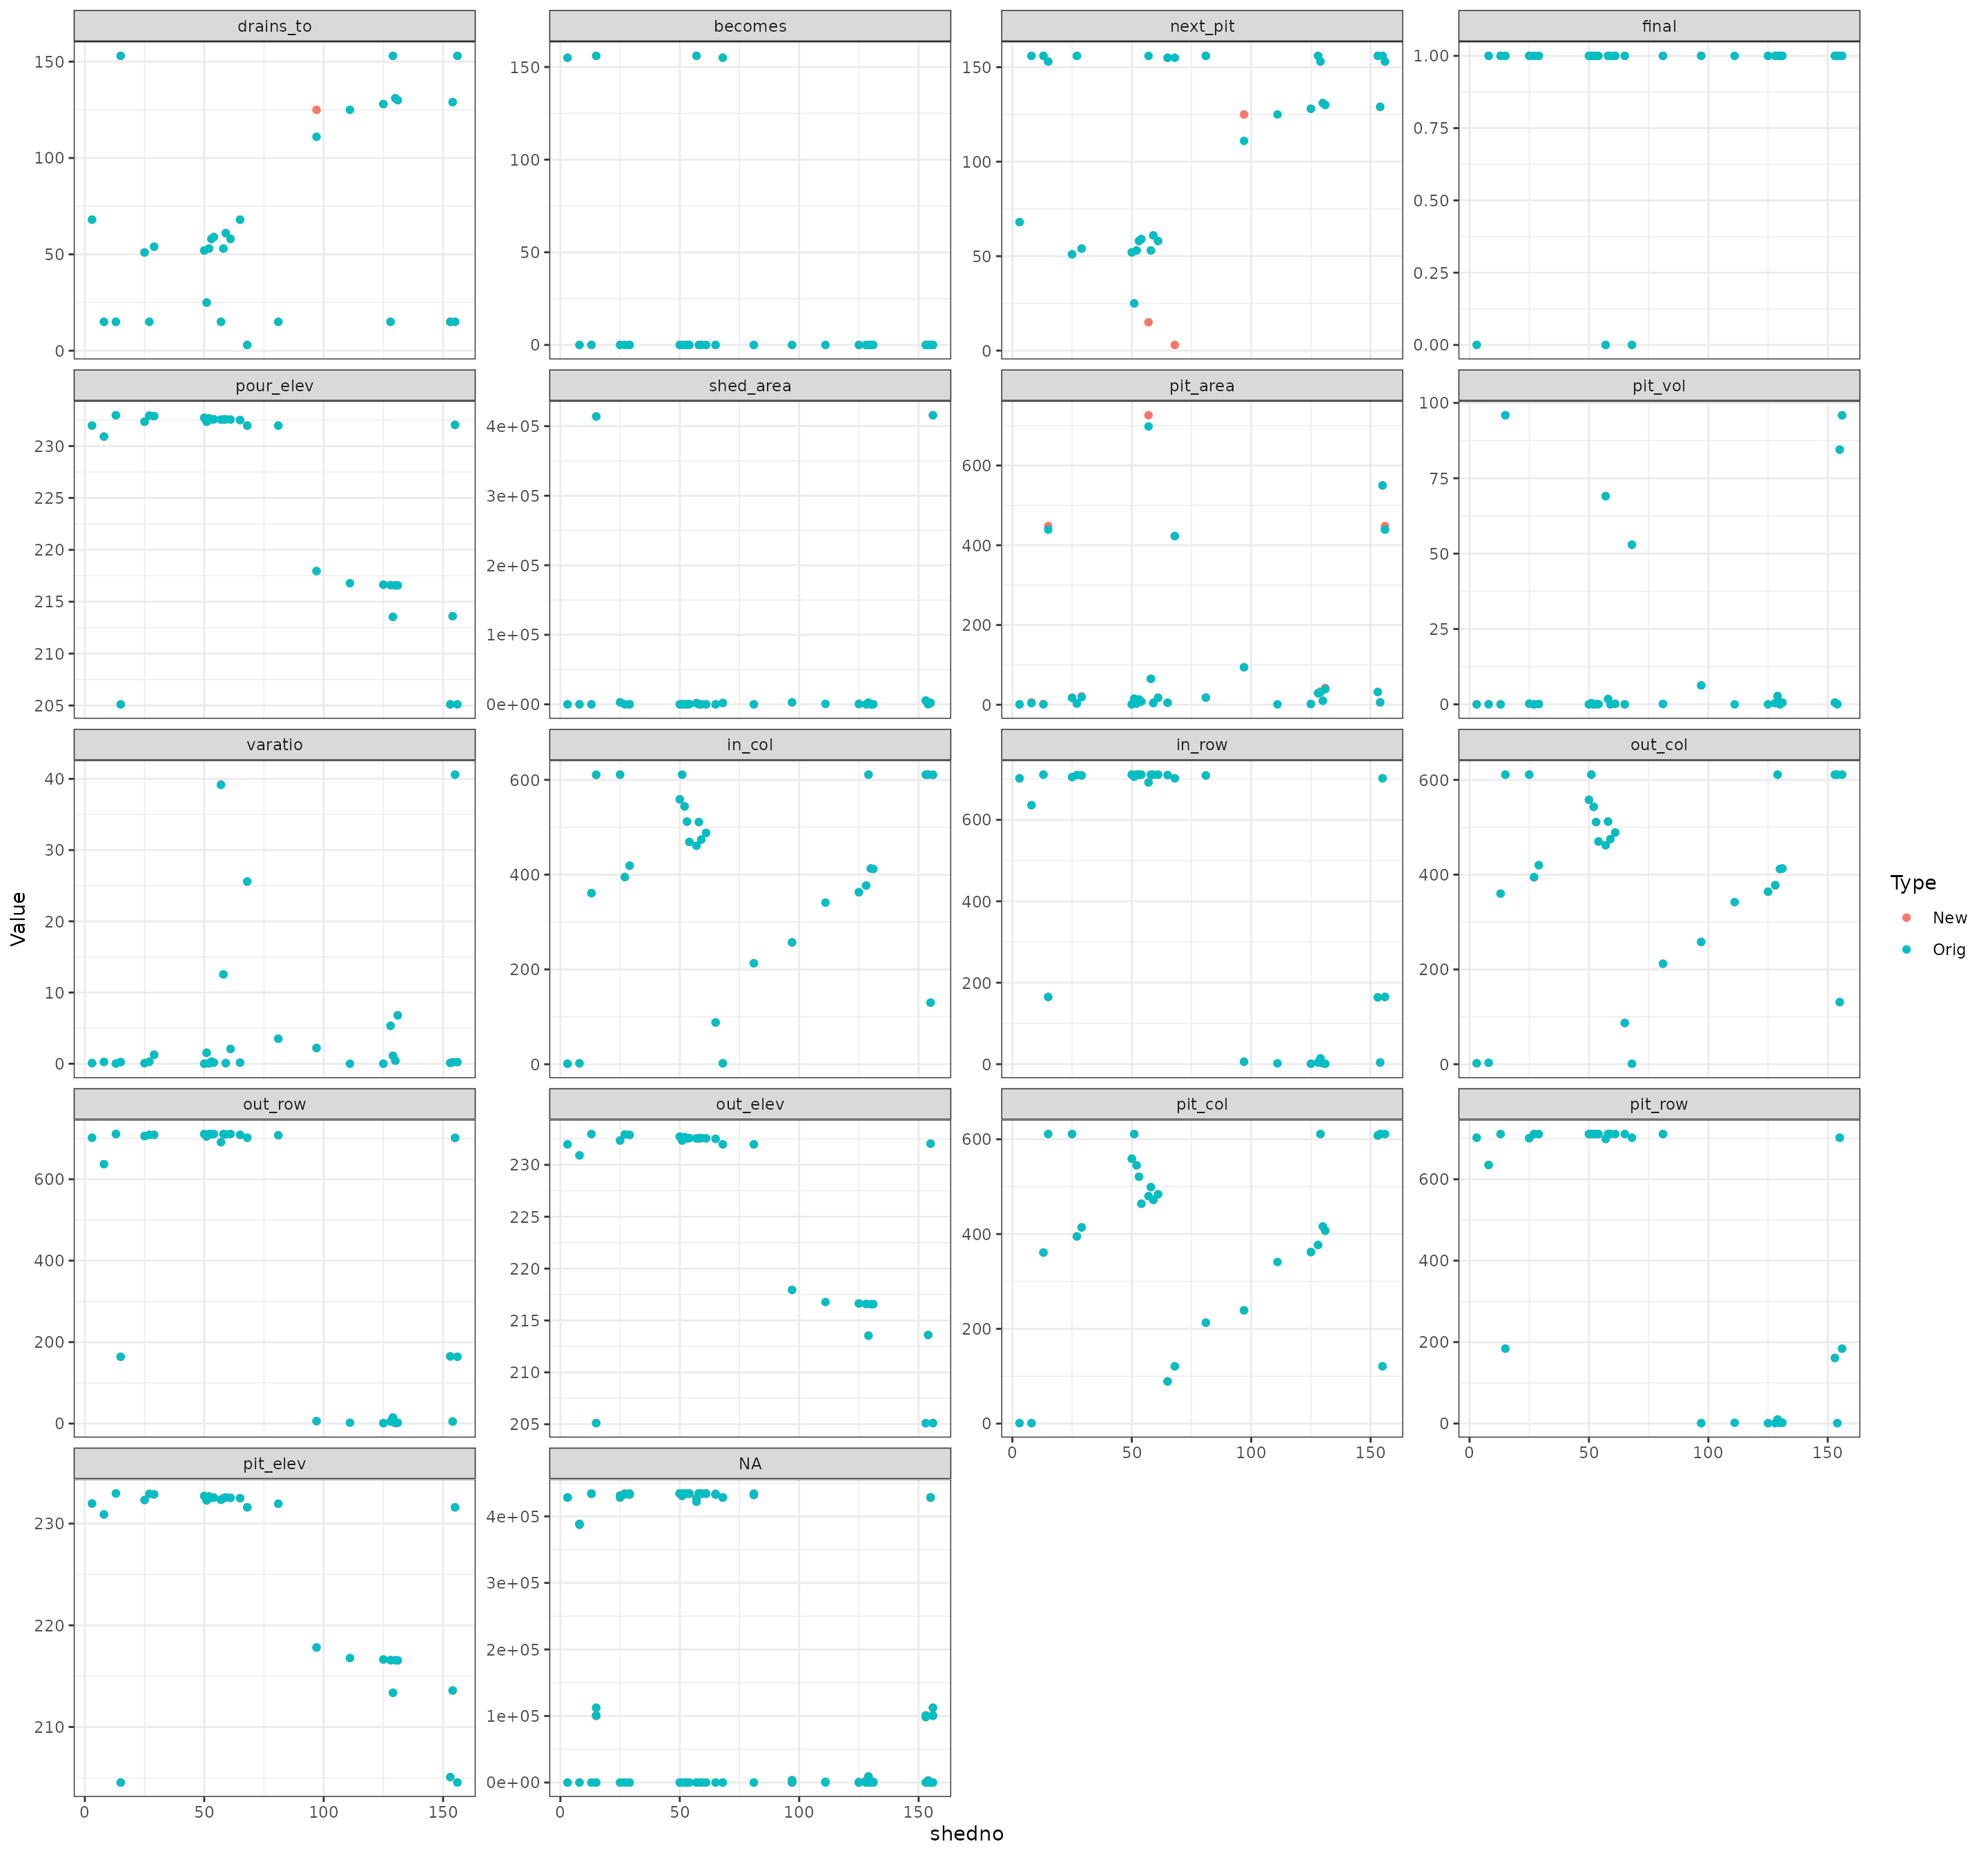 drains_to becomes next_pit final
150 150 150 1.00
100 100 100 0.75
50 50 50 0.50
0.25
0 0 0 0.00
pour_elev shed_area pit_area pit_vol
230 4e+05 600 100
225 3e+05 400 75
220 2e+05 50
215 1e+05 200 25
210
205 0e+00 0 0
varatio in_col in_row out_col
40 600 600 600
30 400 400 400
20
10 200 200 200
0 0 0 0
Value
Type
New
Orig
out_row out_elev pit_col pit_row
600 230 600 600
400 225 400 400
220
200 215 200 200
210
0 205 0 0
0 50 100 150 0 50 100 150
pit_elev NA
230 4e+05
220 3e+05
2e+05
210 1e+05
0e+00
0 50 100 150 0 50 100 150
shedno